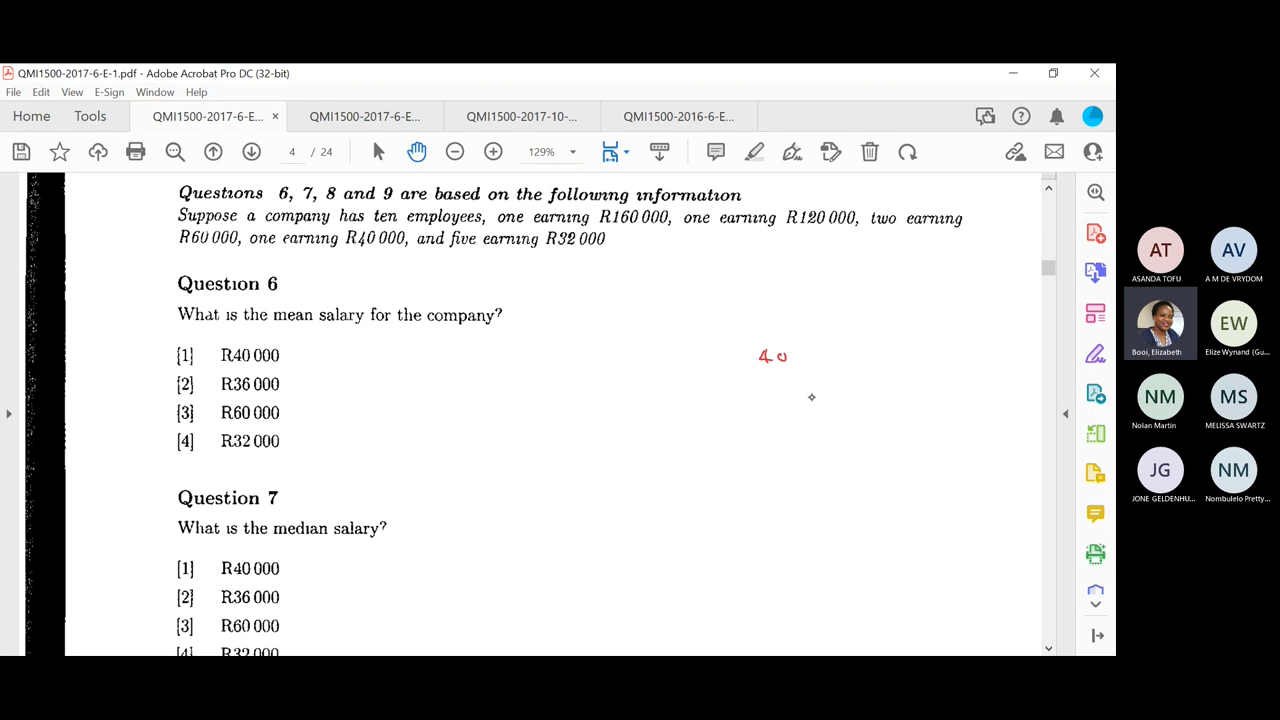 QMI1500-2017-6-E-1.pdf - Adobe Acrobat Pro DC (32-bit)
File Edit View E-Sign Window Help
Home Tools QMI1500-2017-6-E... × QMI1500-2017-6-E... QMI1500-2017-10-... QMI1500-2016-6-E...
4 / 24 129%
Questions 6, 7, 8 and 9 are based on the following information
Suppose a company has ten employees, one earning R160 000, one earning R120 000, two earning
R60 000, one earning R40 000, and five earning R32 000
Question 6
What is the mean salary for the company?
[1] R40 000
40
[2] R36 000
[3] R60 000
[4] R32 000
Question 7
What is the median salary?
[1] R40 000
[2] R36 000
[3] R60 000
[4] R32 000
AT AV
ASANDA TOFU A M DE VRYDOM
EW
Booi, Elizabeth Elize Wynand (Gu...
NM MS
Nolan Martin MELISSA SWARTZ
JG NM
JONE GELDENHU... Nombulelo Pretty...